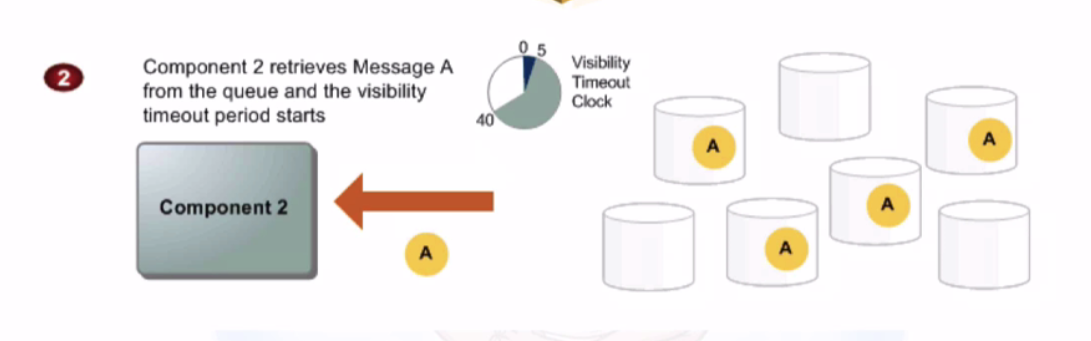 2
Component 2 retrieves Message A
from the queue and the visibility
timeout period starts
0 5
40
Visibility
Timeout
Clock
Component 2
A
A
A
A
A